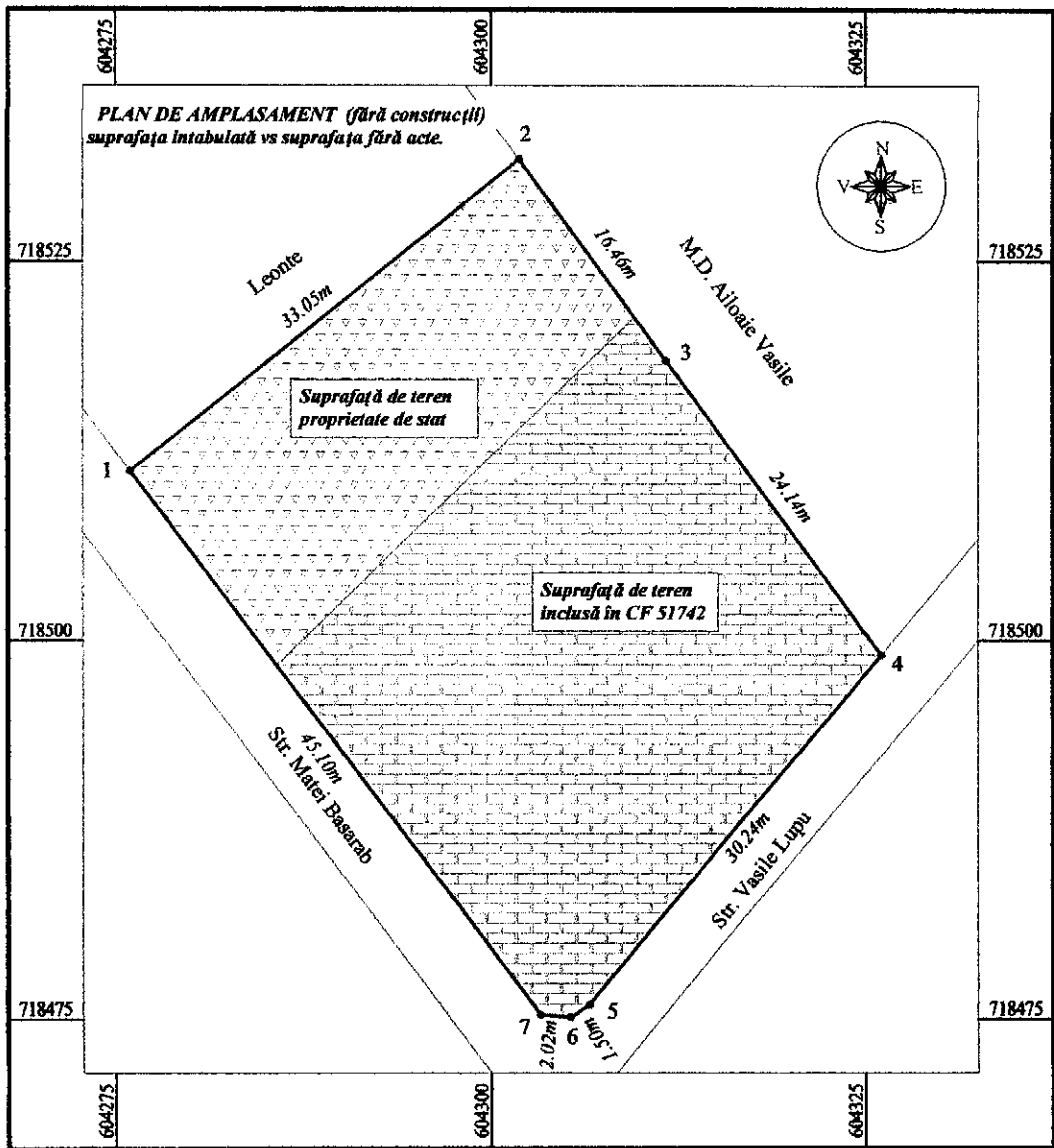 604275
604300
604325
PLAN DE AMPLASAMENT (fără construcții)
suprafața intabulată vs suprafața fără acte.
2
N
V
E
S
718525
718525
Leonte
33.05m
16.46m
M.D. Ailoaie Vasile
3
Suprafață de teren
proprietate de stat
1
24.14m
Suprafață de teren
inclusă în CF 51742
718500
718500
4
45.10m
Str. Matei Basarab
30.24m
Str. Vasile Lupu
718475
718475
7
2.02m
6
1.50m
5
604275
604300
604325